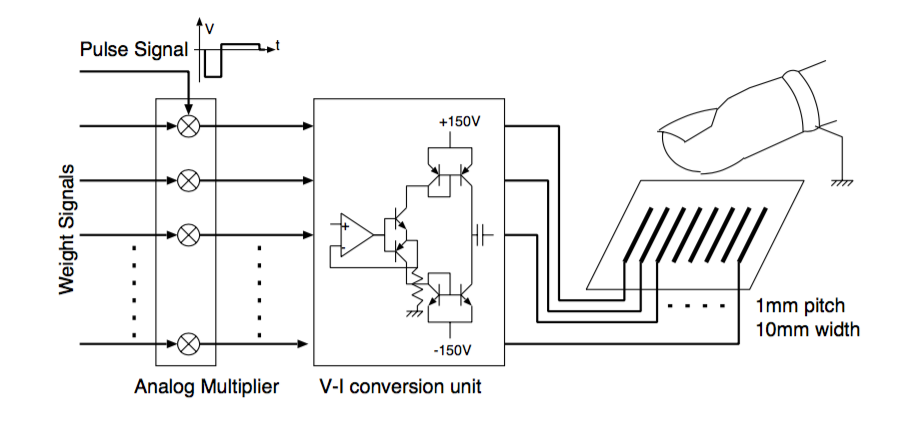 V
Pulse Signal
t
+150V
Weight Signals
+
-
-150V
1mm pitch
10mm width
Analog Multiplier
V-I conversion unit